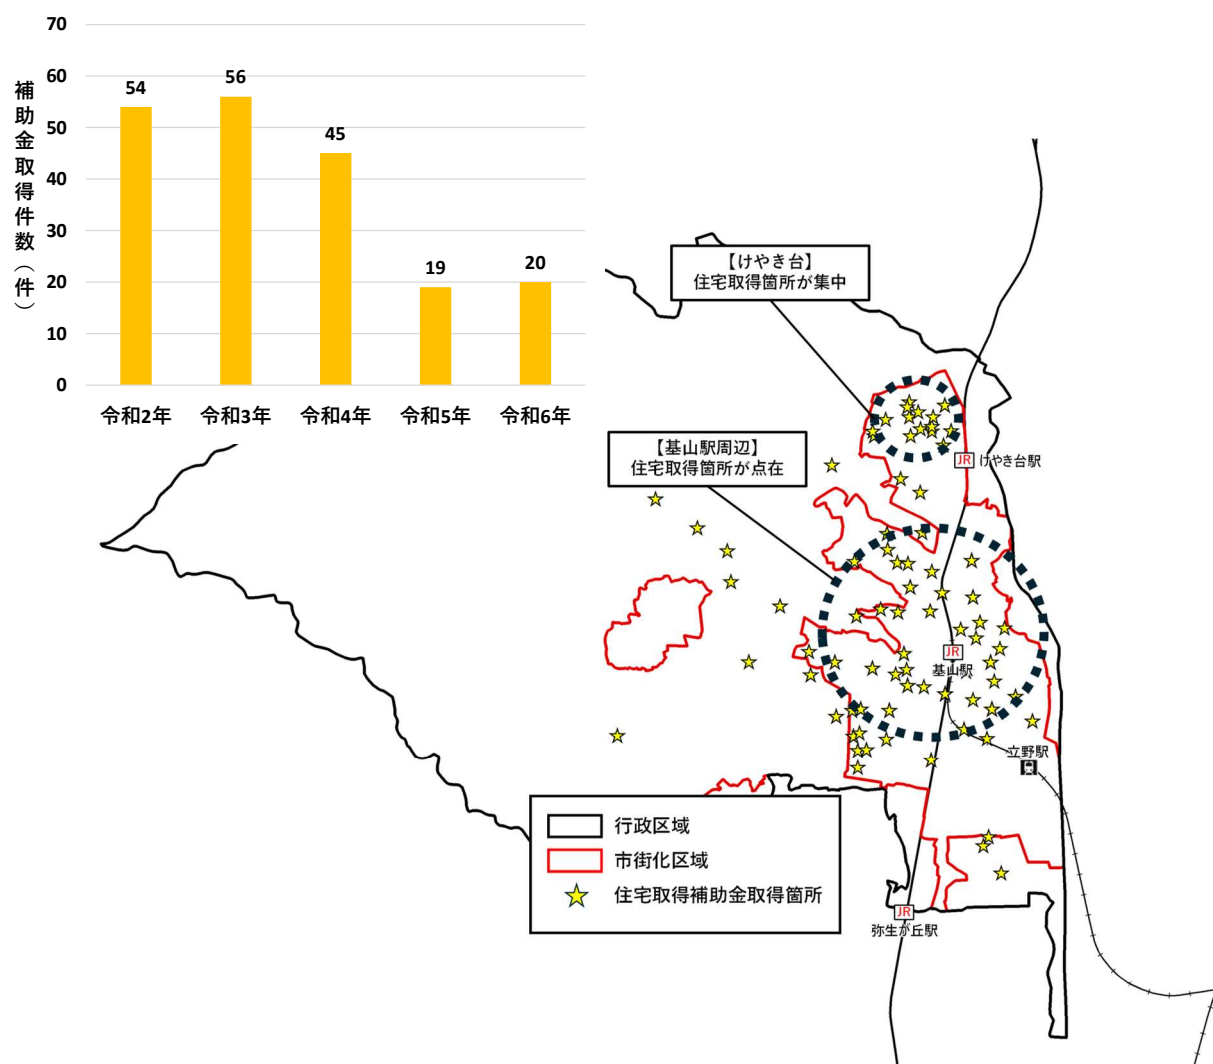 補助金取得件数（件）
70
60
50
40
30
20
10
0
54
56
45
19
20
令和2年
令和3年
令和4年
令和5年
令和6年
【けやき台】
住宅取得箇所が集中
【基山駅周辺】
住宅取得箇所が点在
JR けやき台駅
JR
基山駅
立野駅
行政区域
市街化区域
住宅取得補助金取得箇所
JR
弥生が丘駅